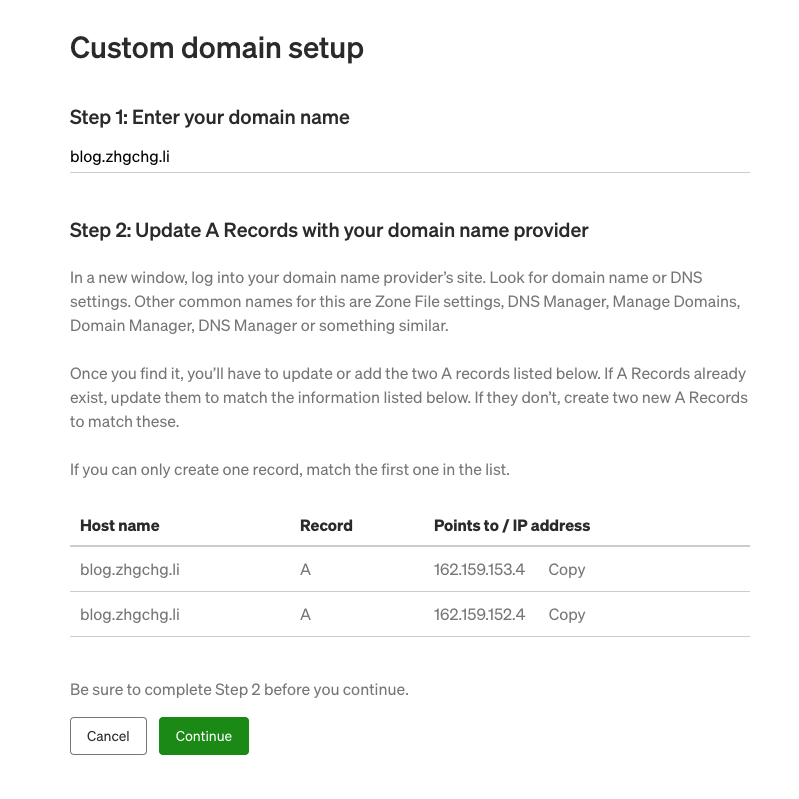 Custom domain setup
Step 1: Enter your domain name
blog.zhgchg.li
Step 2: Update A Records with your domain name provider
In a new window, log into your domain name provider’s site. Look for domain name or DNS
settings. Other common names for this are Zone File settings, DNS Manager, Manage Domains,
Domain Manager, DNS Manager or something similar.
Once you find it, you’ll have to update or add the two A records listed below. If A Records already
exist, update them to match the information listed below. If they don’t, create two new A Records
to match these.
If you can only create one record, match the first one in the list.
Host name Record Points to / IP address
blog.zhgchg.li A 162.159.153.4 Copy
blog.zhgchg.li A 162.159.152.4 Copy
Be sure to complete Step 2 before you continue.
Cancel Continue